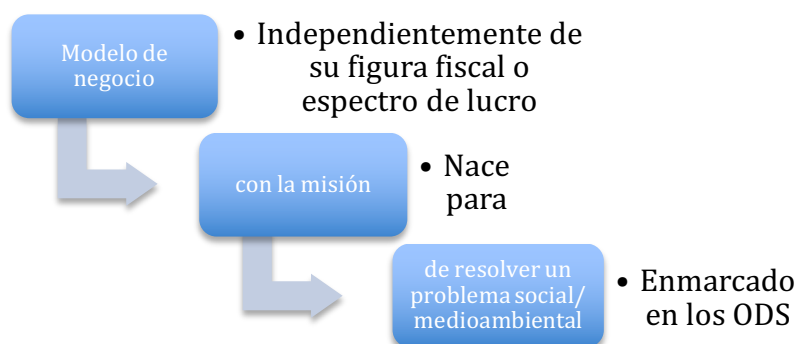 Modelo de
negocio
• Independientemente de
su figura fiscal o
espectro de lucro
con la misión
• Nace
para
de resolver un
problema social/
medioambiental
• Enmarcado
en los ODS